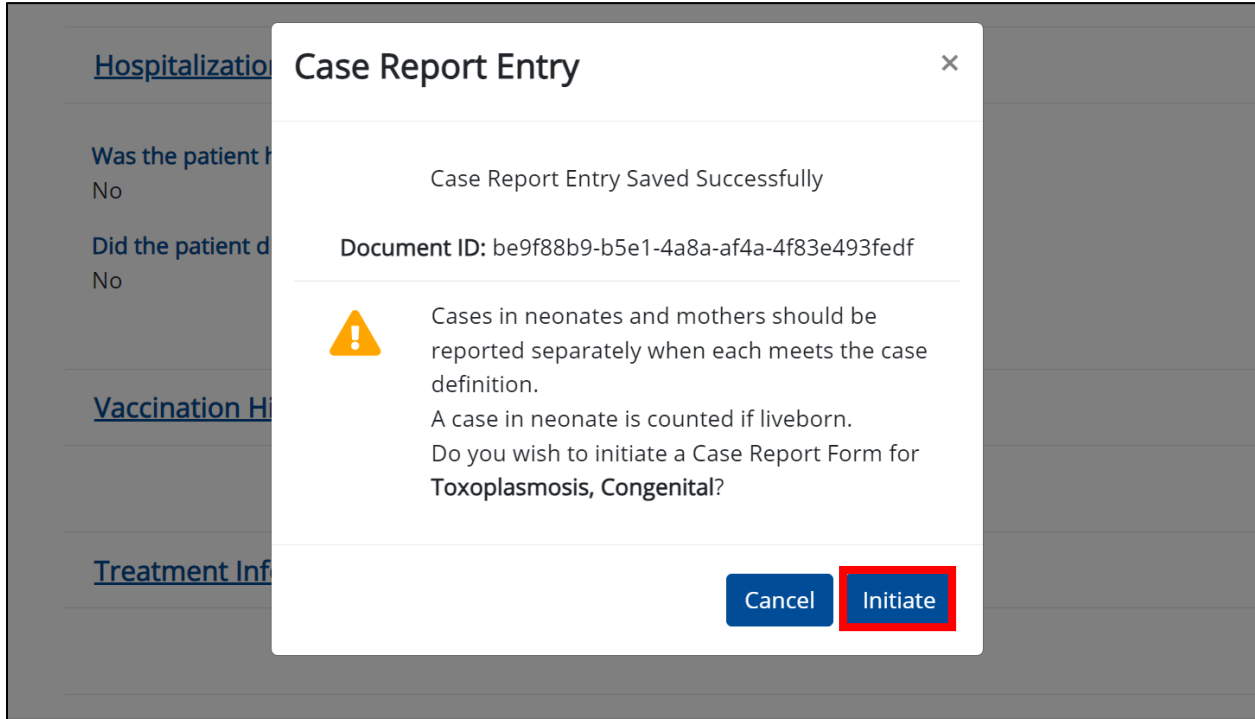 Hospitalization
Case Report Entry
×
Was the patient
No
Case Report Entry Saved Successfully
Did the patient
No
Document ID: be9f88b9-b5e1-4a8a-af4a-4f83e493fedf
Cases in neonates and mothers should be
reported separately when each meets the case
definition.
A case in neonate is counted if liveborn.
Do you wish to initiate a Case Report Form for
Toxoplasmosis, Congenital?
Vaccination
Treatment
Cancel Initiate